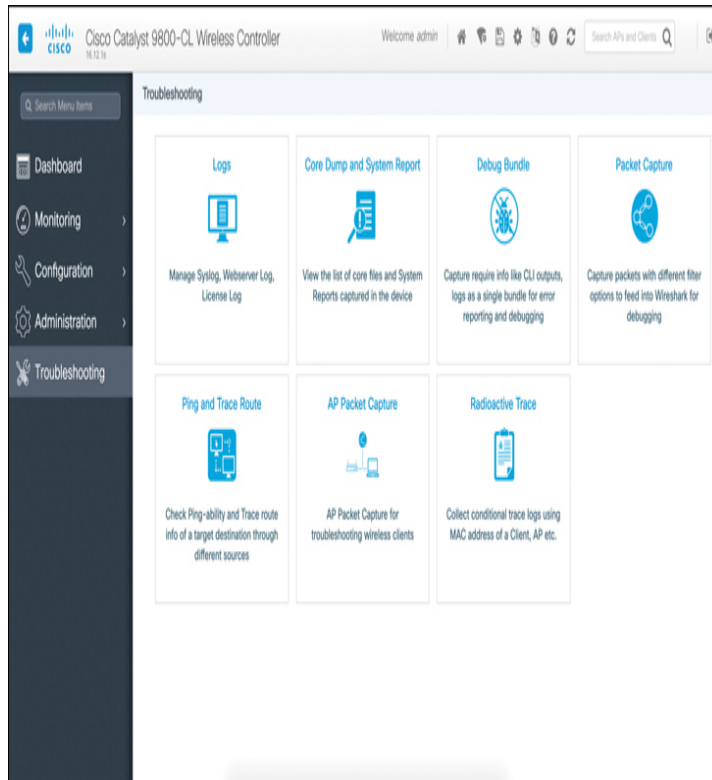 CISCO
Cisco Catalyst 9800-CL Wireless Controller
16.12.1s
Welcome admin
Search APs and Clients
Search Menu Items
Dashboard
Monitoring
Configuration
Administration
Troubleshooting
Troubleshooting
Logs
Manage Syslog, Webserver Log,
License Log
Core Dump and System Report
View the list of core files and System
Reports captured in the device
Debug Bundle
Capture require info like CLI outputs,
logs as a single bundle for error
reporting and debugging
Packet Capture
Capture packets with different filter
options to feed into Wireshark for
debugging
Ping and Trace Route
Check Ping-ability and Trace route
info of a target destination through
different sources
AP Packet Capture
AP Packet Capture for
troubleshooting wireless clients
Radioactive Trace
Collect conditional trace logs using
MAC address of a Client, AP etc.